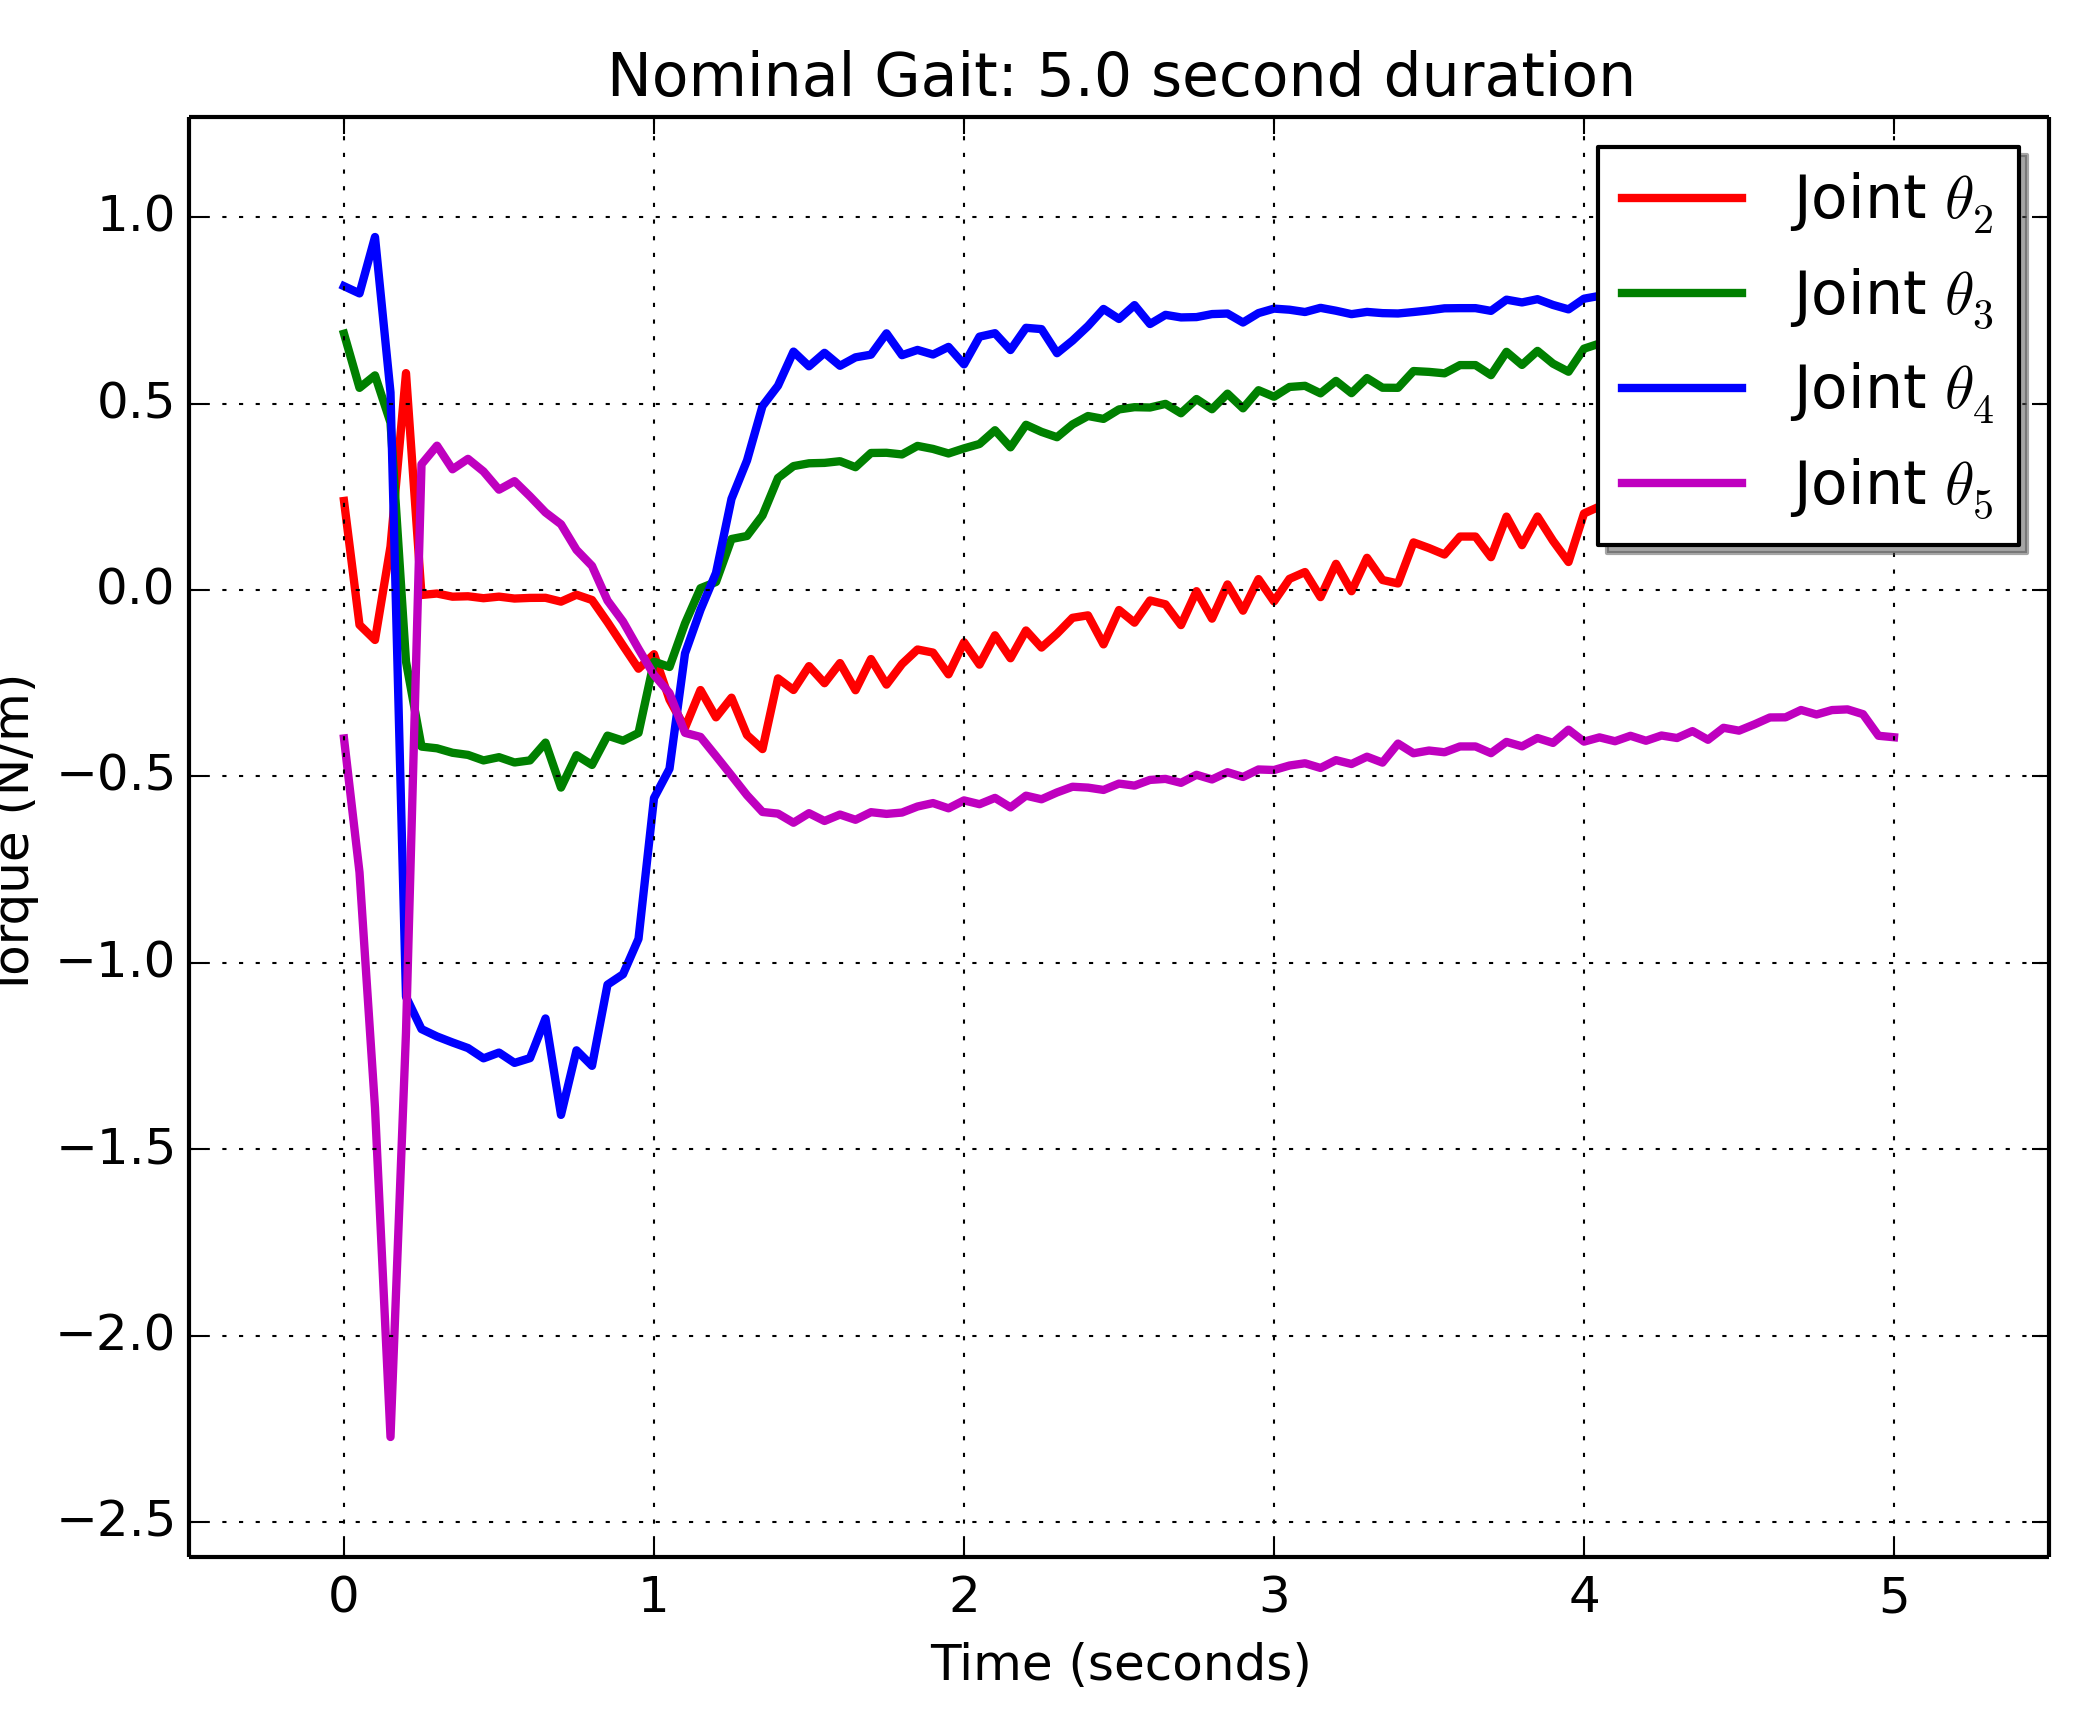 Nominal Gait: 5.0 second duration
Joint θ2
Joint θ3
Joint θ4
Joint θ5
1.0
0.5
0.0
−0.5
−1.0
−1.5
−2.0
−2.5
Torque (N/m)
0 1 2 3 4 5
Time (seconds)